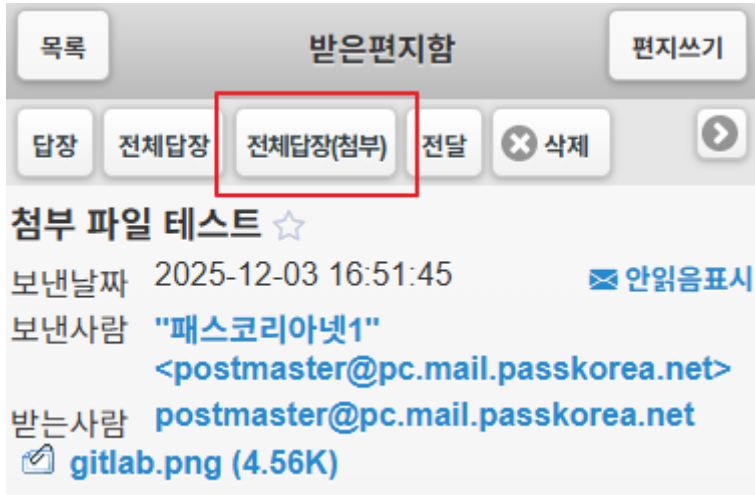 목록 받은편지함 편지쓰기
답장 전체답장 전체답장(첨부) 전달 삭제
첨부 파일 테스트
보낸날짜 2025-12-03 16:51:45 안읽음표시
보낸사람 "패스코리아넷1"
<postmaster@pc.mail.passkorea.net>
받는사람 postmaster@pc.mail.passkorea.net
gitlab.png (4.56K)